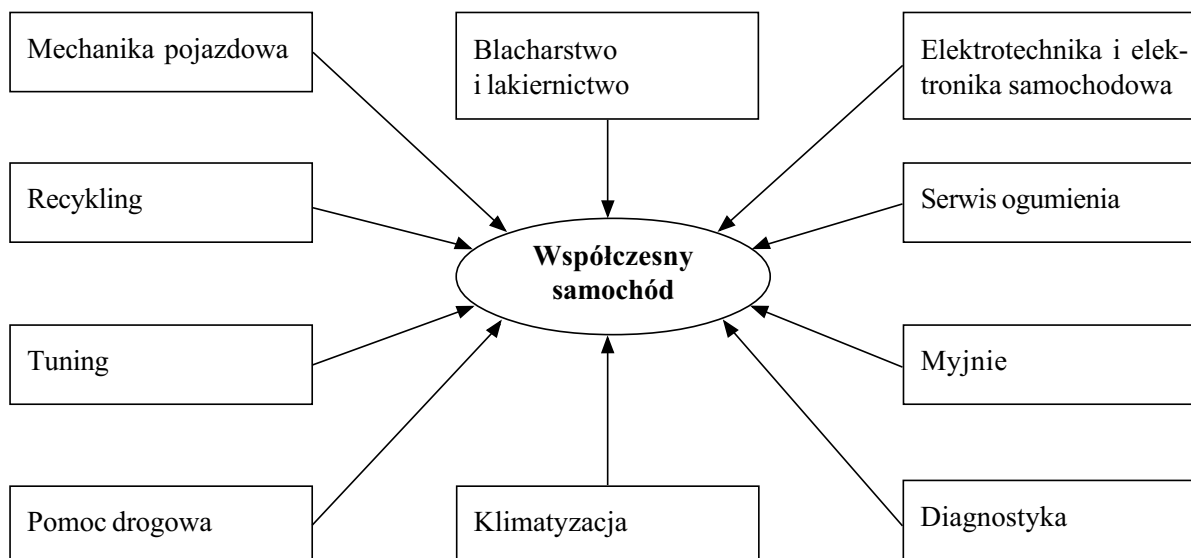 Mechanika pojazdowa
Blacharstwo
i lakiernictwo
Elektrotechnika i elek-
tronika samochodowa
Recykling
Serwis ogumienia
Współczesny
samochód
Tuning
Myjnie
Pomoc drogowa
Klimatyzacja
Diagnostyka